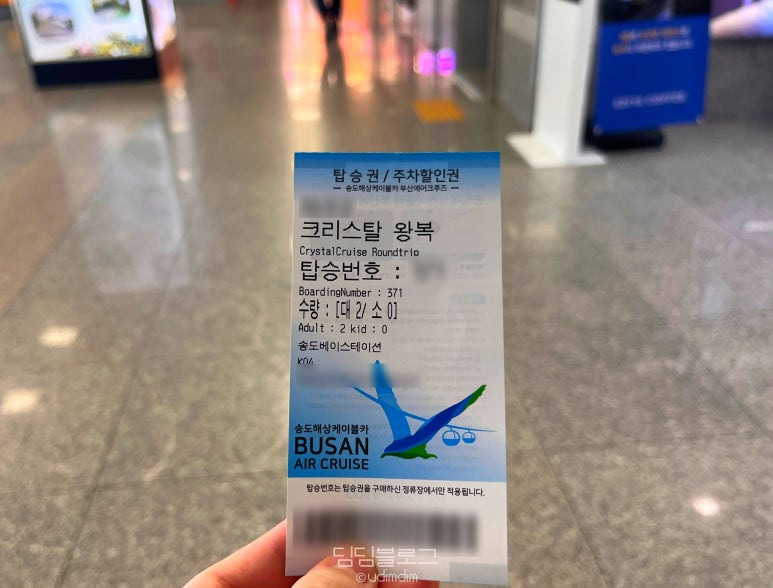 탑승권 / 주차할인권
송도해상케이블카 부산에어크루즈
크리스탈 왕복
CrystalCruise Roundtrip
탑승번호 :
BoardingNumber : 371
수량 : [대 2/ 소 0]
Adult : 2 kid : 0
송도베이스테이션
K04
송도해상케이블카
BUSAN
AIR CRUISE
탑승번호는 탑승권을 구매하신 정류장에서만 적용됩니다.
딤딤블로그
©udimdim